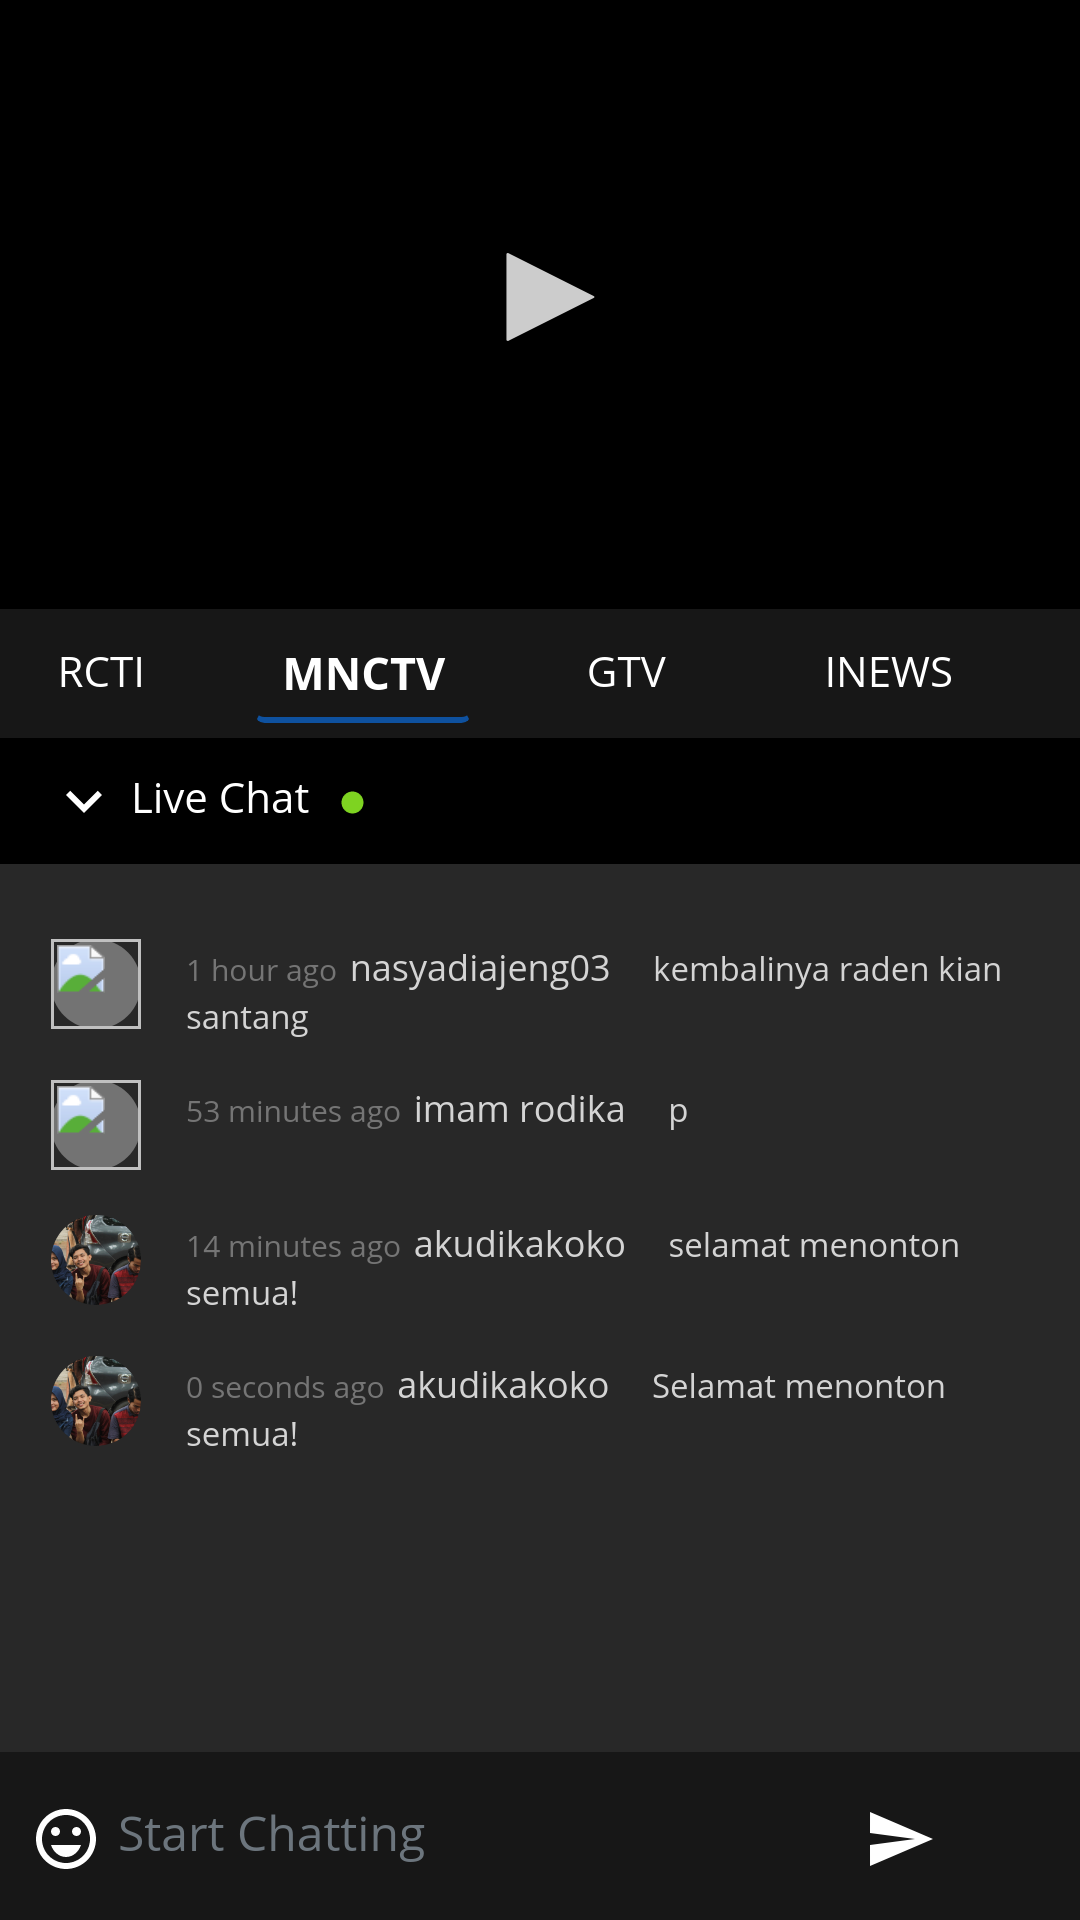 RCTI MNCTV GTV INEWS
Live Chat
1 hour ago nasyadiajeng03 kembalinya raden kian
santang
53 minutes ago imam rodika p
14 minutes ago akudikakoko selamat menonton
semua!
0 seconds ago akudikakoko Selamat menonton
semua!
Start Chatting